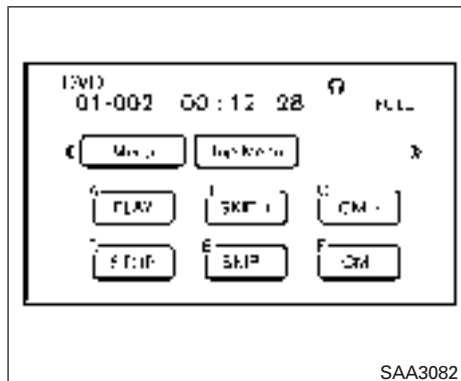 DVD
01-002 00:12 28
FULL
Menu Top Menu
A B C
PLAY SKIP + CM +
D E F
STOP SKIP CM
SAA3082